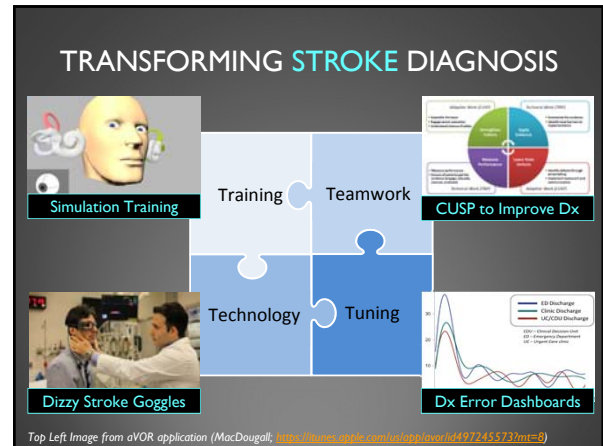 TRANSFORMING STROKE DIAGNOSIS
Simulation Training
Training
Teamwork
CUSP to Improve Dx
Technology
Tuning
Dizzy Stroke Goggles
30
20
10
ED Discharge
Clinic Discharge
UC/CDU Discharge
CDU – Clinical Decision Unit
ED – Emergency Department
UC – Urgent Care clinic
Dx Error Dashboards
Top Left Image from aVOR application (MacDougall; https://itunes.apple.com/us/app/avor/id497245573?mt=8)